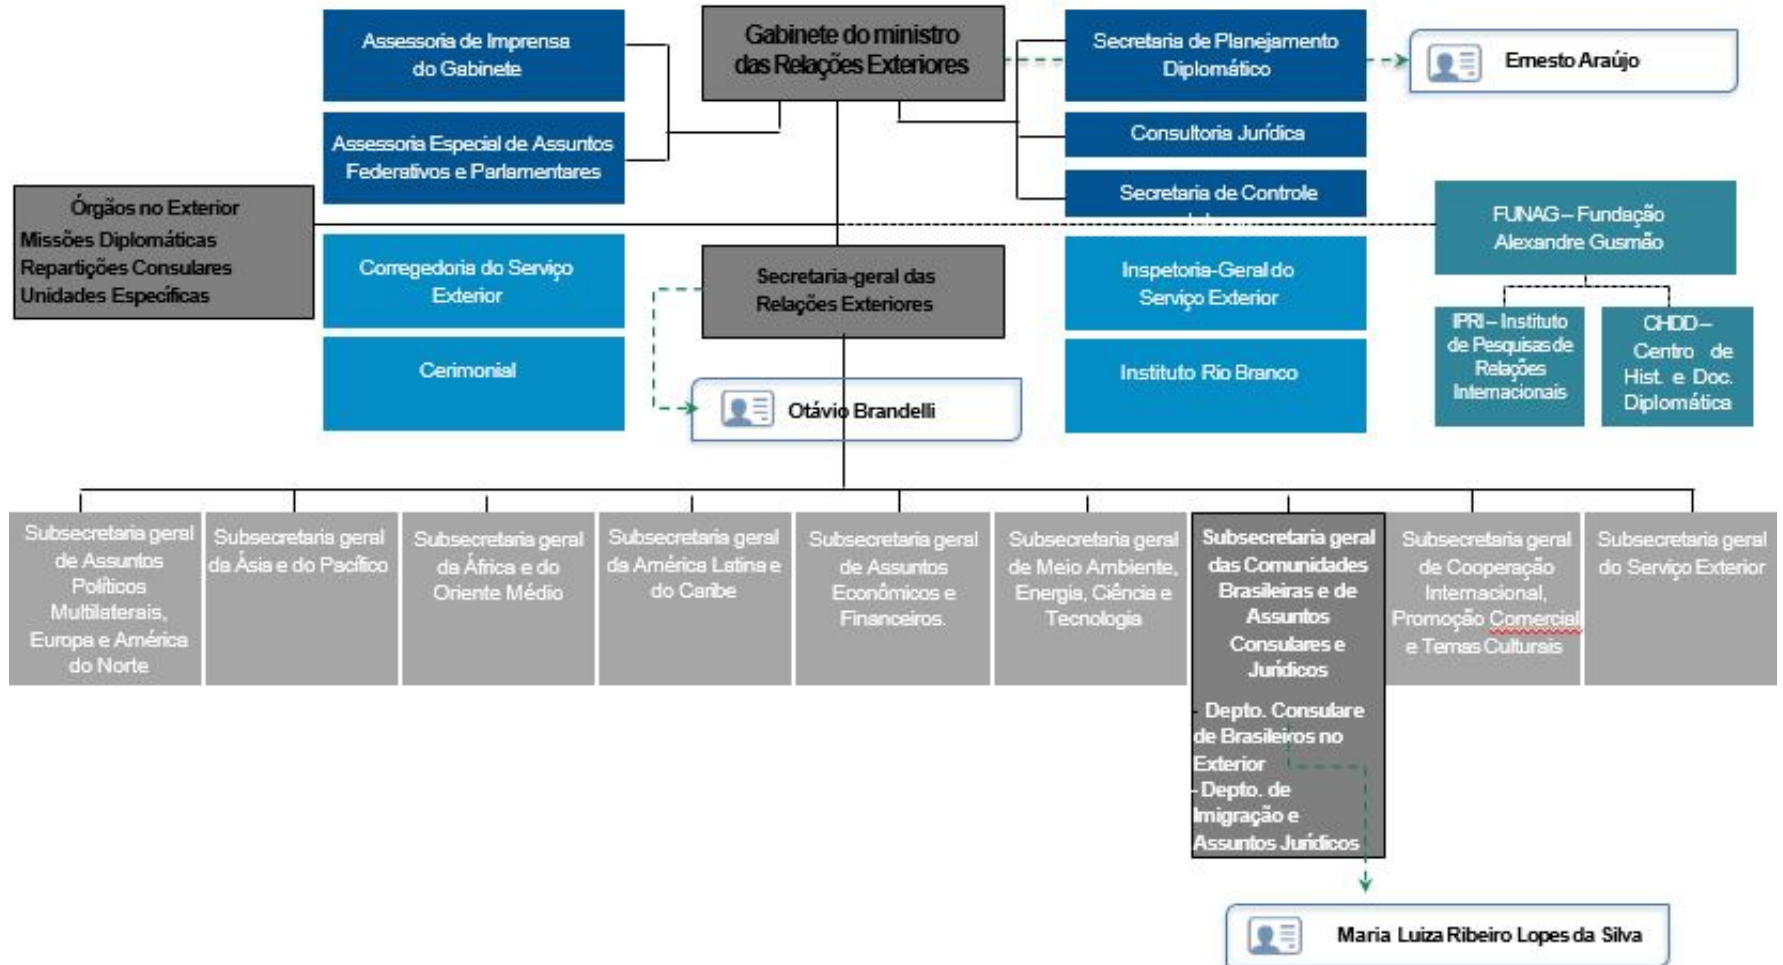 Assessoria de Imprensa
do Gabinete
Gabinete do ministro
das Relações Exteriores
Secretaria de Planejamento
Diplomático
Ernesto Araújo
Assessoria Especial de Assuntos
Federativos e Parlamentares
Consultoria Jurídica
Secretaria de Controle
Órgãos no Exterior
Missões Diplomáticas
Repartições Consulares
Unidades Específicas
FUNAG – Fundação
Alexandre Gusmão
Corregedoria do Serviço
Exterior
Secretaria-geral das
Relações Exteriores
Inspetoria-Geral do
Serviço Exterior
IPRI – Instituto
de Pesquisas de
Relações
Internacionais
CHDD –
Centro de
Hist. e Doc.
Diplomática
Cerimonial
Otávio Brandelli
Instituto Rio Branco
Subsecretaria geral
de Assuntos
Políticos
Multilaterais,
Europa e América
do Norte
Subsecretaria geral
da Ásia e do Pacífico
Subsecretaria geral
da África e do
Oriente Médio
Subsecretaria geral
da América Latina e
do Caribe
Subsecretaria geral
de Assuntos
Econômicos e
Financeiros.
Subsecretaria geral
de Meio Ambiente,
Energia, Ciência e
Tecnologia
Subsecretaria geral
das Comunidades
Brasileiras e de
Assuntos
Consulares e
Jurídicos
- Depto. Consulare
de Brasileiros no
Exterior
- Depto. de
Imigração e
Assuntos Jurídicos
Subsecretaria geral
de Cooperação
Internacional,
Promoção Comercial
e Temas Culturais
Subsecretaria geral
do Serviço Exterior
Maria Luiza Ribeiro Lopes da Silva